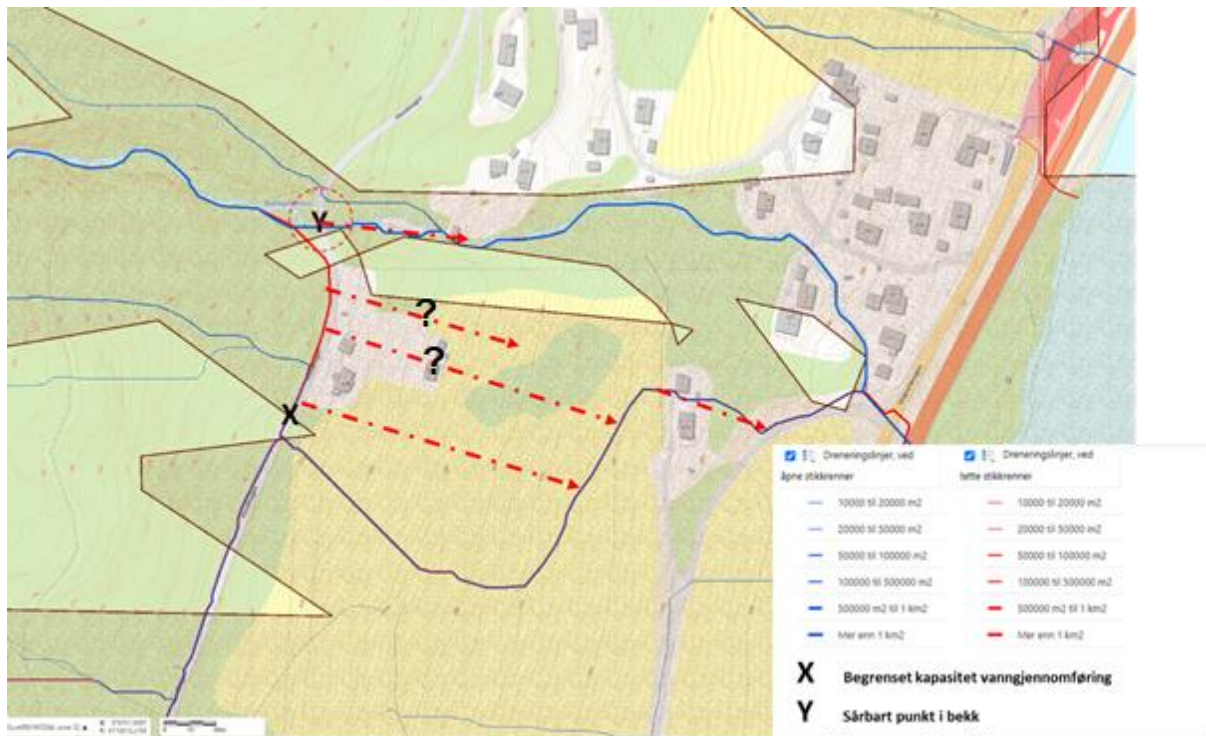 Y
?
?
X
Dreneringslinjer, ved
åpne stikkrenner
10000 til 20000 m2
20000 til 50000 m2
50000 til 100000 m2
100000 til 500000 m2
500000 m2 til 1 km2
Mer enn 1 km2
Dreneringslinjer, ved
tette stikkrenner
10000 til 20000 m2
20000 til 50000 m2
50000 til 100000 m2
100000 til 500000 m2
500000 m2 til 1 km2
Mer enn 1 km2
X Begrenset kapasitet vanngjennomføring
Y Sårbart punkt i bekk